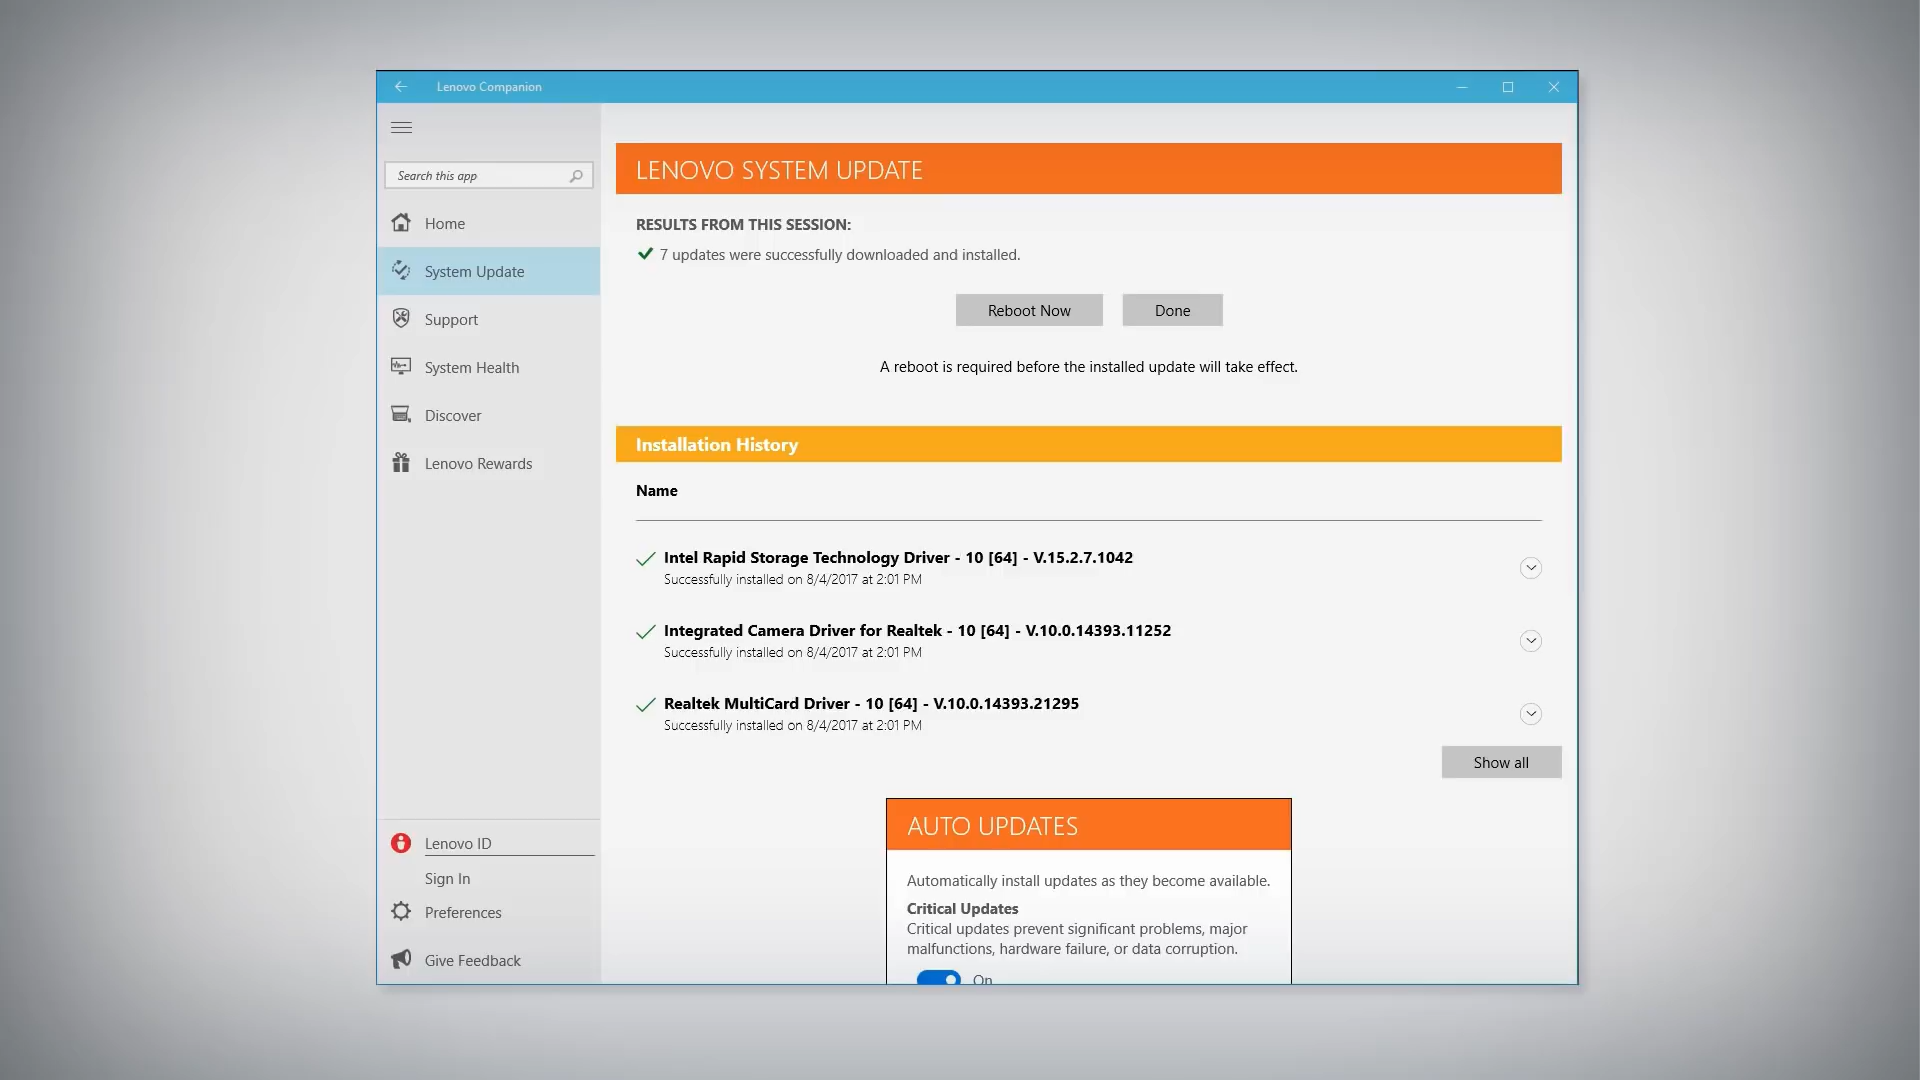 Lenovo Companion
Search this app
Home
System Update
Support
System Health
Discover
Lenovo Rewards
Lenovo ID
Sign In
Preferences
Give Feedback
LENOVO SYSTEM UPDATE
RESULTS FROM THIS SESSION:
7 updates were successfully downloaded and installed.
Reboot Now
Done
A reboot is required before the installed update will take effect.
Installation History
Name
Intel Rapid Storage Technology Driver - 10 [64] - V.15.2.7.1042
Successfully installed on 8/4/2017 at 2:01 PM
Integrated Camera Driver for Realtek - 10 [64] - V.10.0.14393.11252
Successfully installed on 8/4/2017 at 2:01 PM
Realtek MultiCard Driver - 10 [64] - V.10.0.14393.21295
Successfully installed on 8/4/2017 at 2:01 PM
Show all
AUTO UPDATES
Automatically install updates as they become available.
Critical Updates
Critical updates prevent significant problems, major
malfunctions, hardware failure, or data corruption.
On